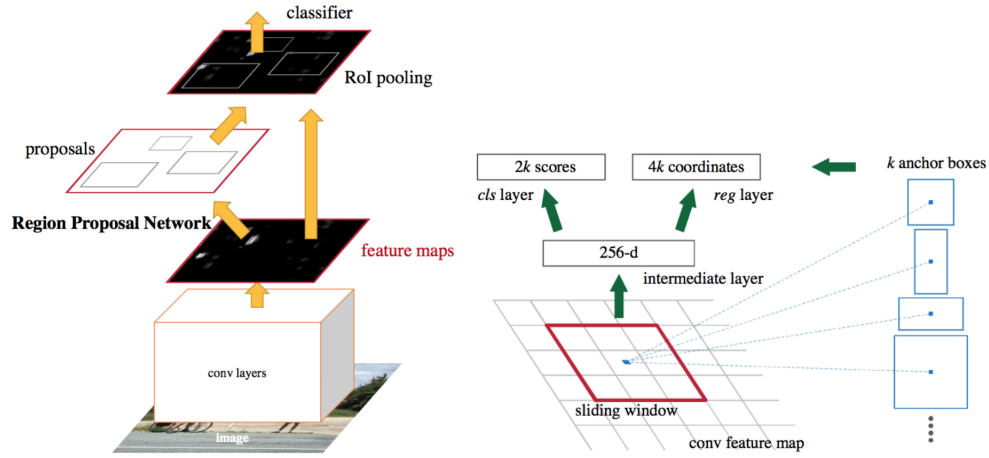 classifier
RoI pooling
proposals
Region Proposal Network
feature maps
conv layers
image
2k scores
4k coordinates
k anchor boxes
cls layer
reg layer
256-d
intermediate layer
sliding window
conv feature map